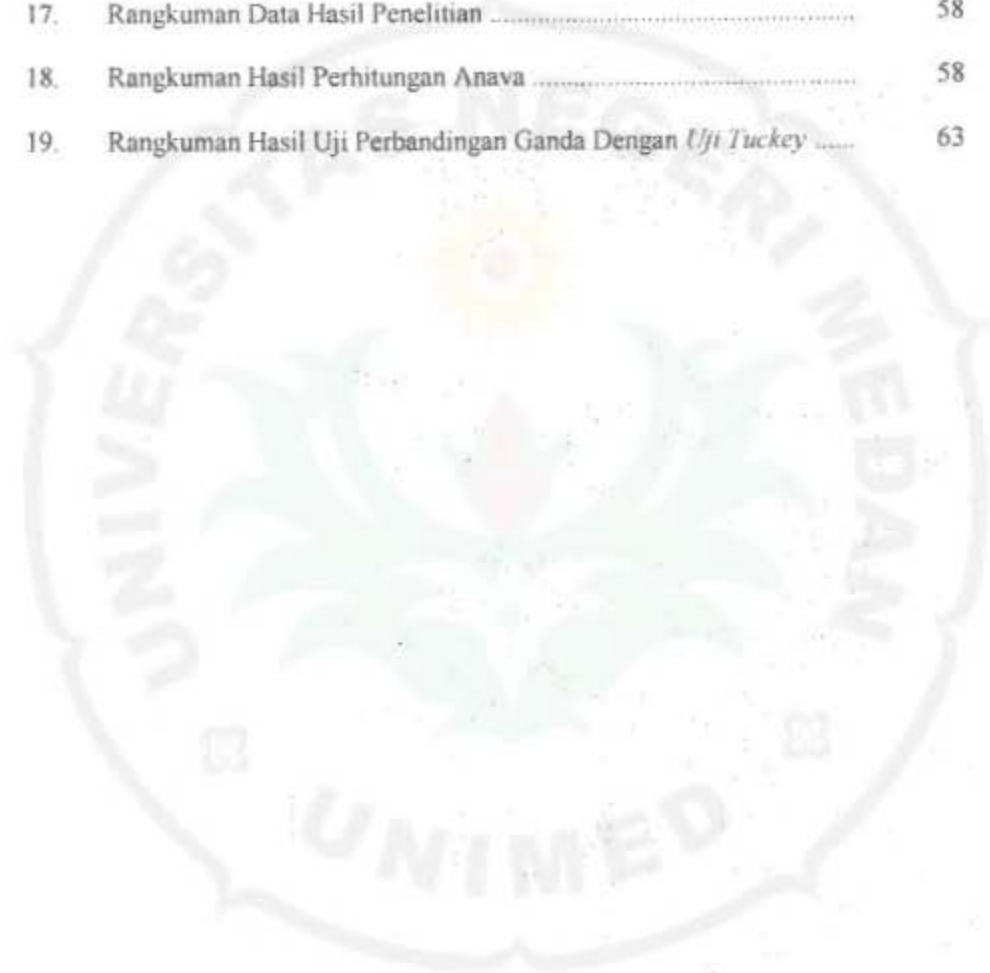 17. Rangkuman Data Hasil Penelitian ............................................... 58
18. Rangkuman Hasil Perhitungan Anava .......................................... 58
19. Rangkuman Hasil Uji Perbandingan Ganda Dengan Uji Tuckey ...... 63
UNIVERSITAS NEGERI MEDAN
UNIMED